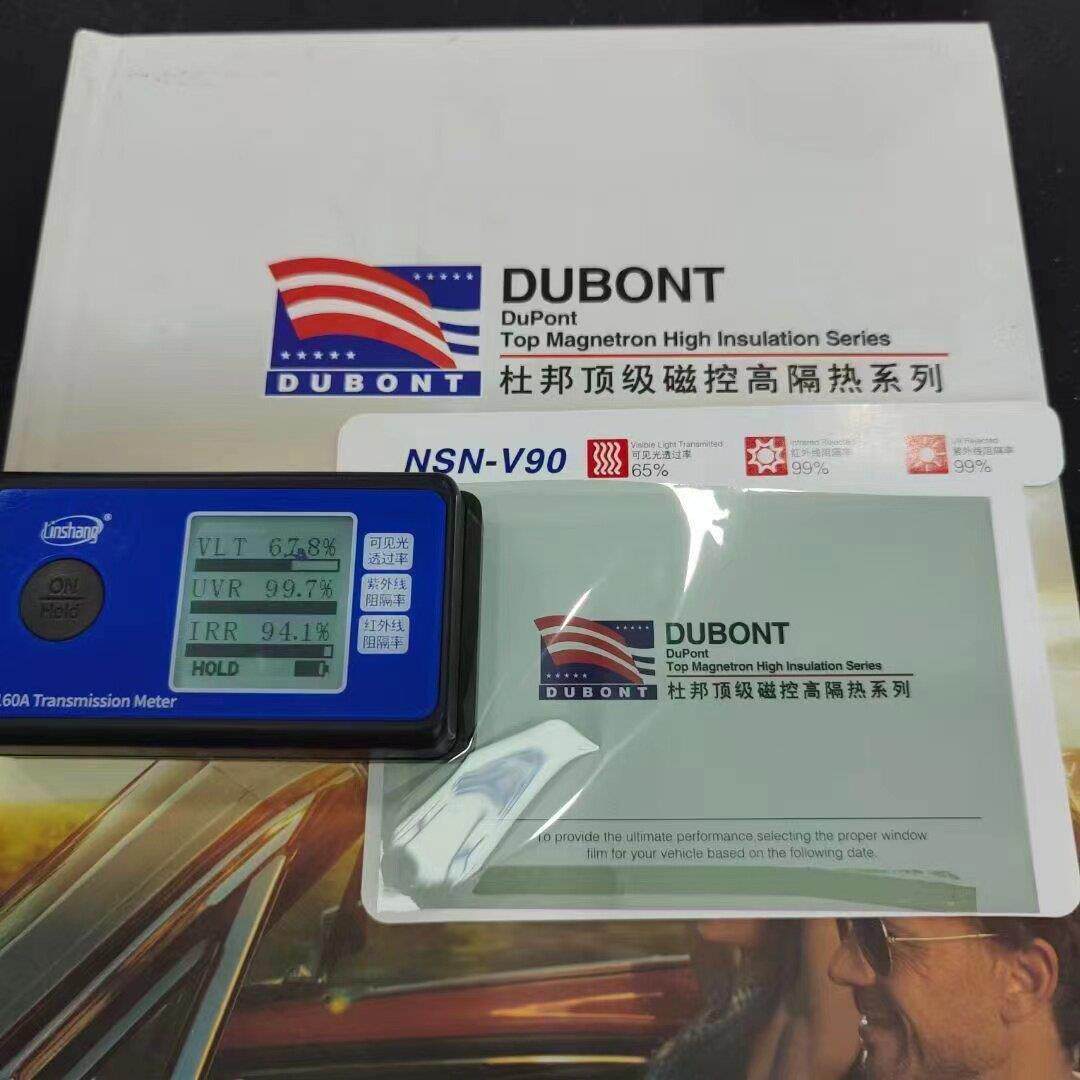 DUBONT
DuPont
Top Magnetron High Insulation Series
杜邦顶级磁控高隔热系列
DUBONT
NSN-V90
Visible Light Transmitted
可见光透过率
65%
Infrared Rejected
红外线阻隔率
99%
UV Rejected
紫外线阻隔率
99%
Linshang®
ON
Hold
VLT 67.8%
UVR 99.7%
IRR 94.1%
HOLD
可见光
透过率
紫外线
阻隔率
红外线
阻隔率
160A Transmission Meter
DUBONT
DuPont
Top Magnetron High Insulation Series
杜邦顶级磁控高隔热系列
DUBONT
To provide the ultimate performance,selecting the proper window
film for your vehicle based on the following date.